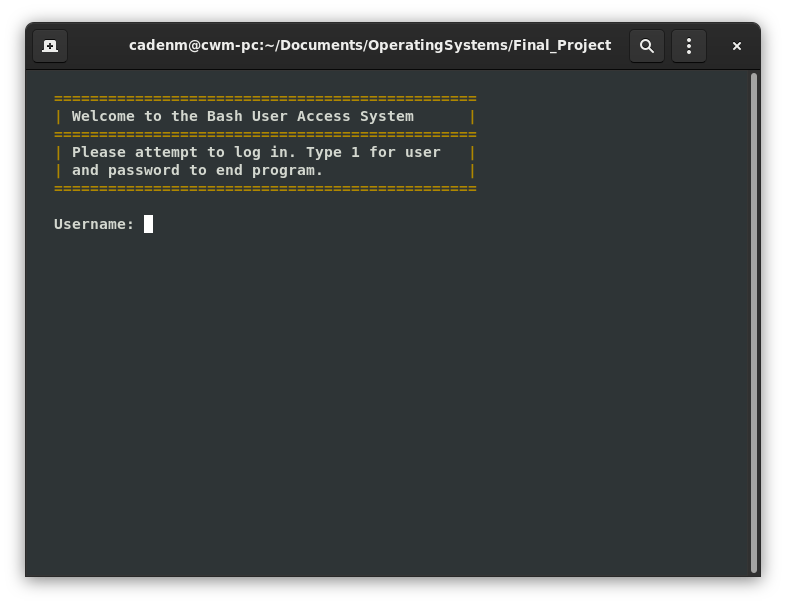 cadenm@cwm-pc:~/Documents/OperatingSystems/Final_Project
===============================================
| Welcome to the Bash User Access System      |
===============================================
| Please attempt to log in. Type 1 for user   |
| and password to end program.                |
===============================================
Username: